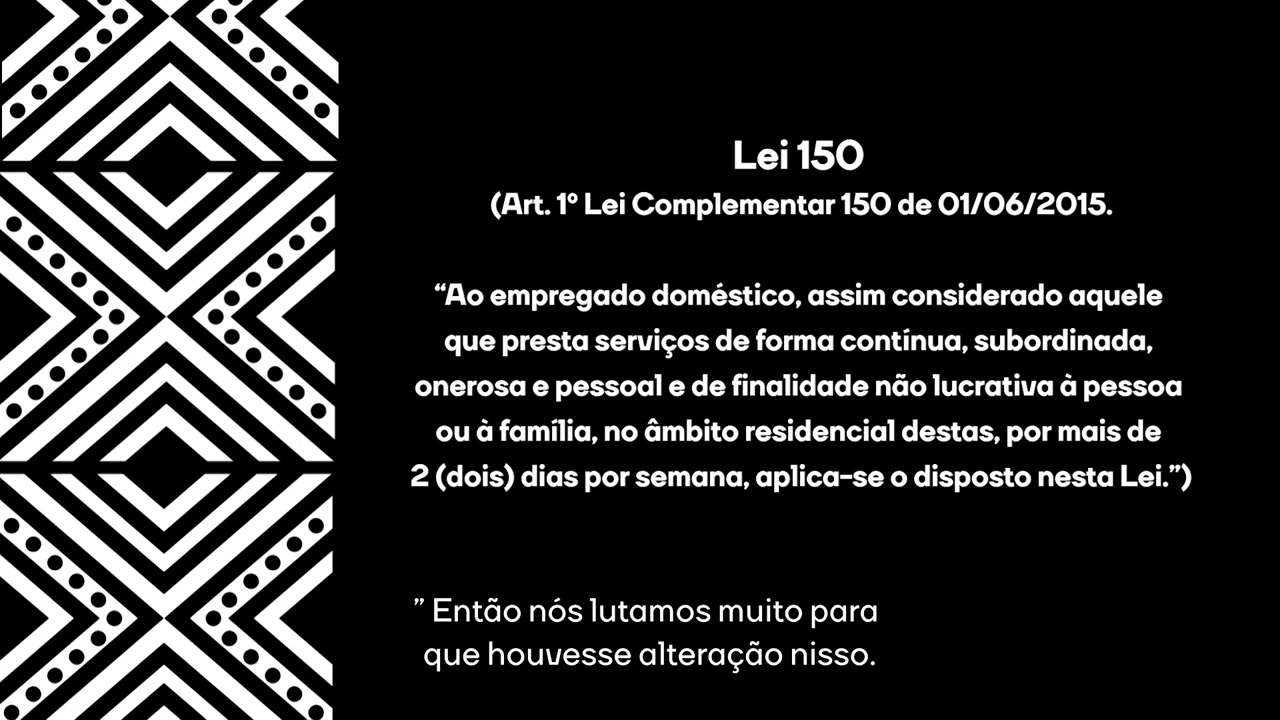 Lei 150
(Art. 1º Lei Complementar 150 de 01/06/2015.
“Ao empregado doméstico, assim considerado aquele
que presta serviços de forma contínua, subordinada,
onerosa e pessoal e de finalidade não lucrativa à pessoa
ou à família, no âmbito residencial destas, por mais de
2 (dois) dias por semana, aplica-se o disposto nesta Lei.”)
” Então nós lutamos muito para
que houvesse alteração nisso.